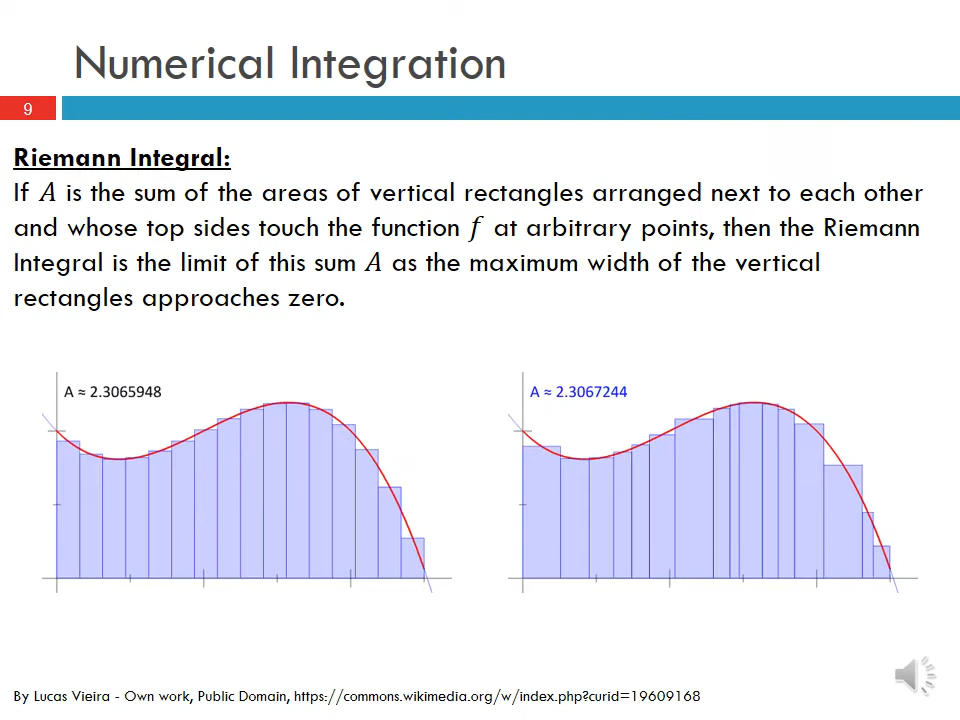 Numerical Integration
9
Riemann Integral:
If A is the sum of the areas of vertical rectangles arranged next to each other
and whose top sides touch the function f at arbitrary points, then the Riemann
Integral is the limit of this sum A as the maximum width of the vertical
rectangles approaches zero.
A ≈ 2.3065948
A ≈ 2.3067244
By Lucas Vieira - Own work, Public Domain, https://commons.wikimedia.org/w/index.php?curid=19609168